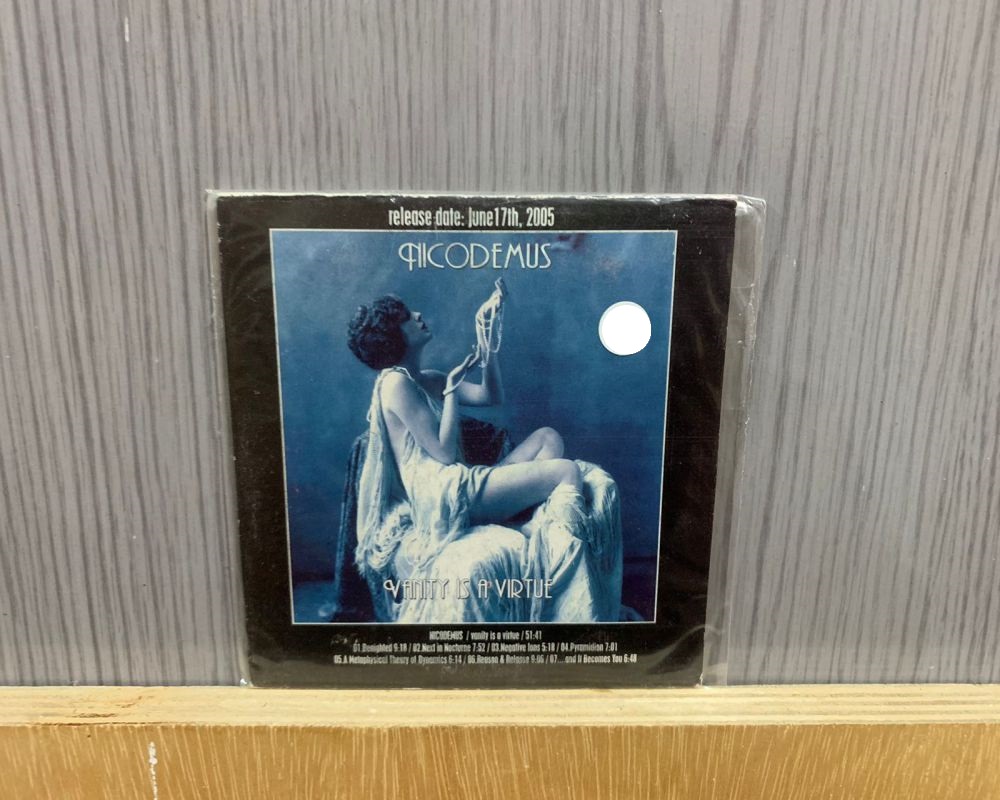 release date: June17th, 2005
NICODEMUS
VANITY IS A VIRTUE
NICODEMUS / vanity is a virtue / 51:41
01.Benighted 9:19 / 02.Next in Nocturne 7:52 / 03.Negative Ions 5:18 / 04.Pyramidion 7:01
05.A Metaphysical Theory of Dynamics 6:14 / 06.Reason & Release 9:06 / 07....and It Becomes You 6:48